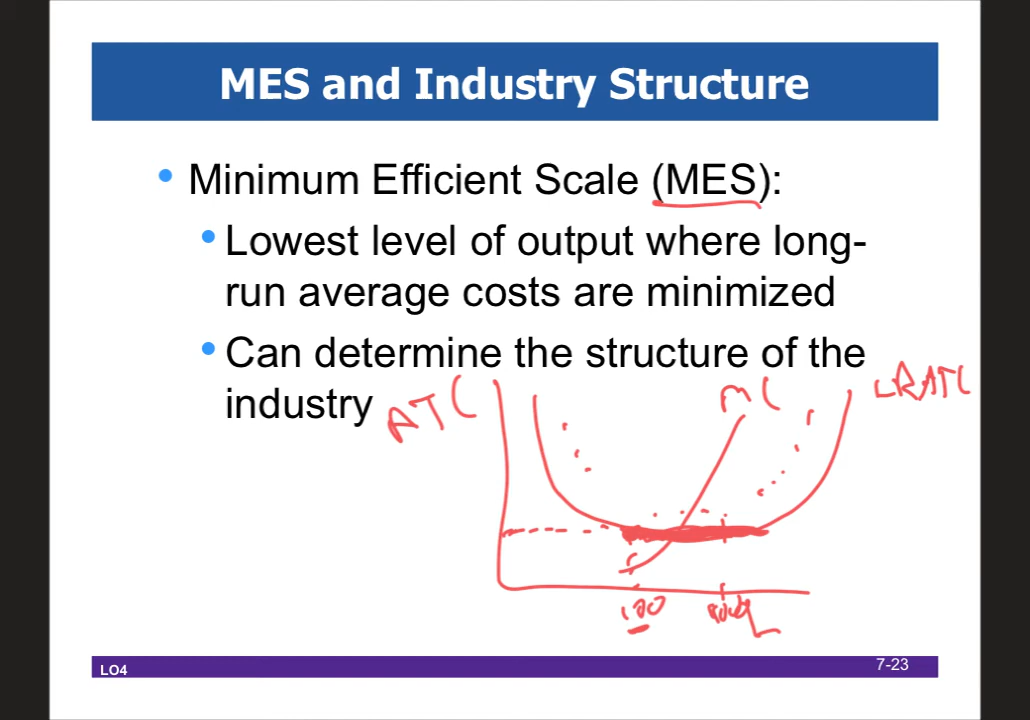 MES and Industry Structure
• Minimum Efficient Scale (MES):
• Lowest level of output where long-
run average costs are minimized
• Can determine the structure of the
industry
ATC
MC
LRATC
100
LO4
7-23